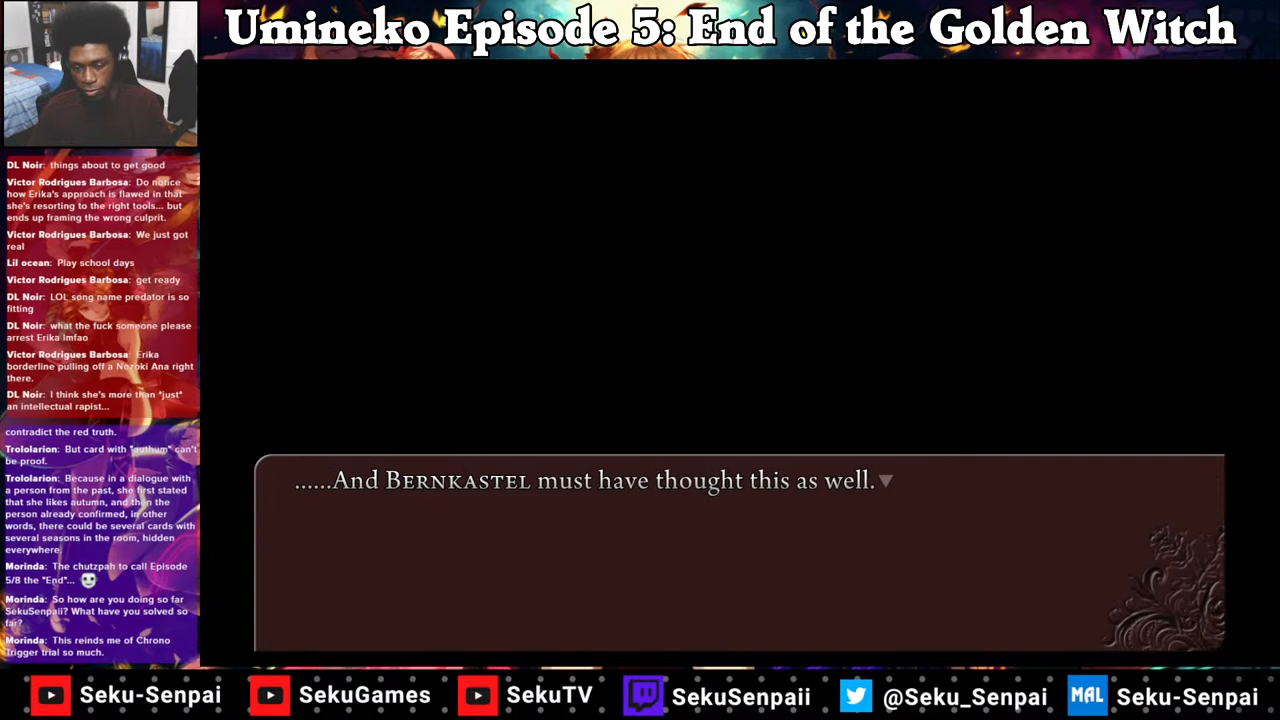 Umineko Episode 5: End of the Golden Witch
DL Noir: things about to get good
Victor Rodrigues Barbosa: Do notice
how Erika's approach is flawed in that
she's resorting to the right tools... but
ends up framing the wrong culprit.
Victor Rodrigues Barbosa: We just got
real
Lil ocean: Play school days
Victor Rodrigues Barbosa: get ready
DL Noir: LOL song name predator is so
fitting
DL Noir: what the fuck someone please
arrest Erika lmfao
Victor Rodrigues Barbosa: Erika
borderline pulling off a Nozoki Ana right
there.
DL Noir: I think she's more than *just*
an intellectual rapist...
contradict the red truth.
Trololarion: But card with "authum" can't
be proof.
Trololarion: Because in a dialogue with
a person from the past, she first stated
that she likes autumn, and then the
person already confirmed, in other
words, there could be several cards with
several seasons in the room, hidden
everywhere.
Morinda: The chutzpah to call Episode
5/8 the "End"...
Morinda: So how are you doing so far
SekuSenpaii? What have you solved so
far?
Morinda: This reinds me of Chrono
Trigger trial so much.
......And BERNKASTEL must have thought this as well.
Seku-Senpai
SekuGames
SekuTV
SekuSenpaii
@Seku_Senpai
MAL
Seku-Senpai